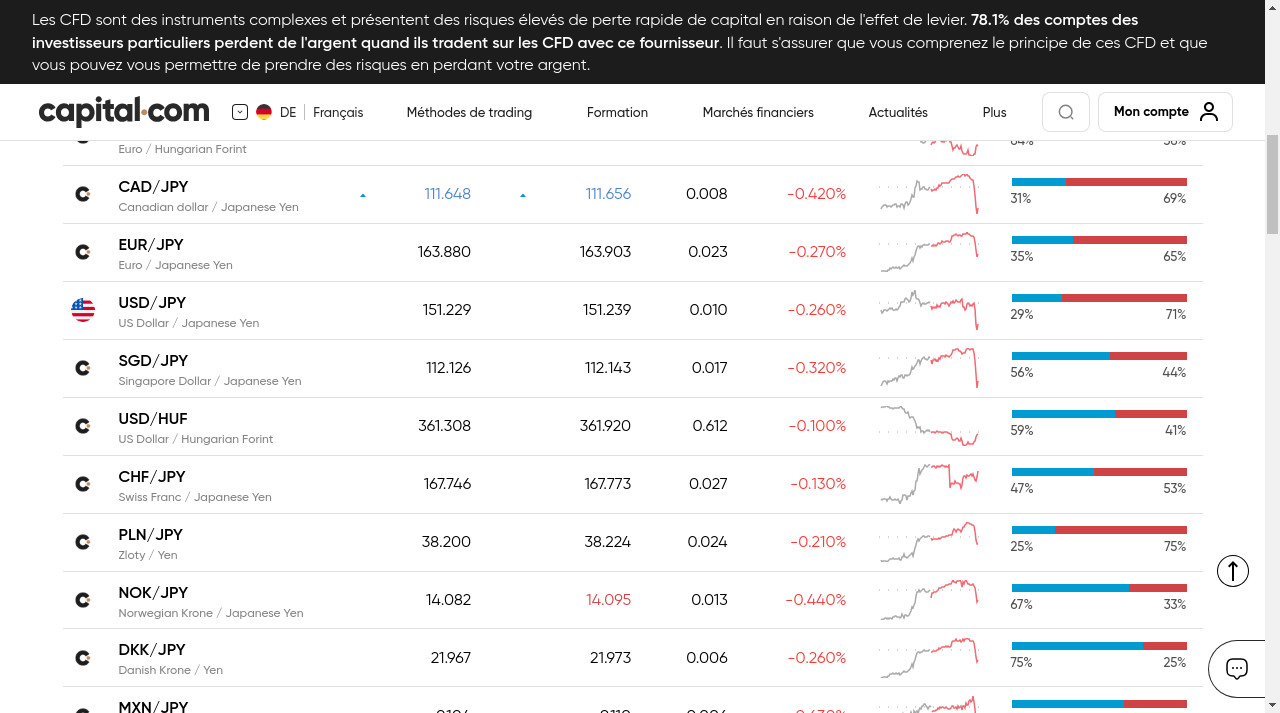 Les CFD sont des instruments complexes et présentent des risques élevés de perte rapide de capital en raison de l'effet de levier. 78.1% des comptes des
investisseurs particuliers perdent de l'argent quand ils tradent sur les CFD avec ce fournisseur. Il faut s'assurer que vous comprenez le principe de ces CFD et que
vous pouvez vous permettre de prendre des risques en perdant votre argent.
capital.com DE Français Méthodes de trading Formation Marchés financiers Actualités Plus Mon compte
Euro / Hungarian Forint
CAD/JPY 111.648 111.656 0.008 -0.420%
Canadian dollar / Japanese Yen 31% 69%
EUR/JPY 163.880 163.903 0.023 -0.270%
Euro / Japanese Yen 35% 65%
USD/JPY 151.229 151.239 0.010 -0.260%
US Dollar / Japanese Yen 29% 71%
SGD/JPY 112.126 112.143 0.017 -0.320%
Singapore Dollar / Japanese Yen 56% 44%
USD/HUF 361.308 361.920 0.612 -0.100%
US Dollar / Hungarian Forint 59% 41%
CHF/JPY 167.746 167.773 0.027 -0.130%
Swiss Franc / Japanese Yen 47% 53%
PLN/JPY 38.200 38.224 0.024 -0.210%
Zloty / Yen 25% 75%
NOK/JPY 14.082 14.095 0.013 -0.440%
Norwegian Krone / Japanese Yen 67% 33%
DKK/JPY 21.967 21.973 0.006 -0.260%
Danish Krone / Yen 75% 25%
MXN/JPY